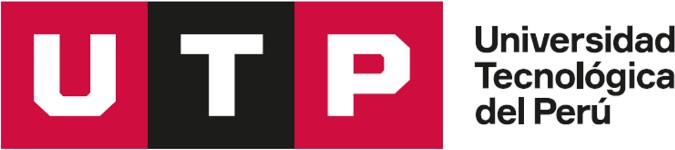 UTP
Universidad
Tecnológica
del Perú